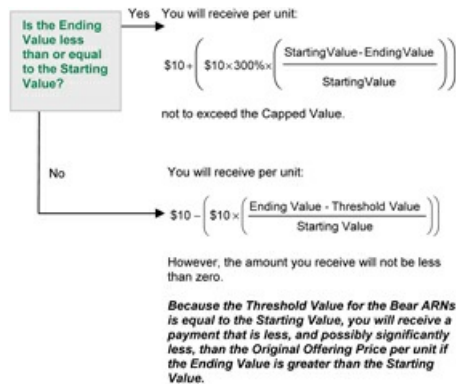 Is the Ending
Value less
than or equal
to the Starting
Value?
Yes
You will receive per unit:
$10 + ( $10×300%× ( StartingValue-EndingValue
StartingValue ) )
not to exceed the Capped Value.
No
You will receive per unit:
$10 – ( $10 × ( Ending Value - Threshold Value
Starting Value ) )
However, the amount you receive will not be less
than zero.
Because the Threshold Value for the Bear ARNs
is equal to the Starting Value, you will receive a
payment that is less, and possibly significantly
less, than the Original Offering Price per unit if
the Ending Value is greater than the Starting
Value.